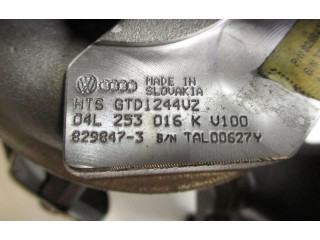 MADE IN
SLOVAKIA
HTS GTD1244VZ
04L 253 016 K V100
829847-3 S/N TAL00627Y